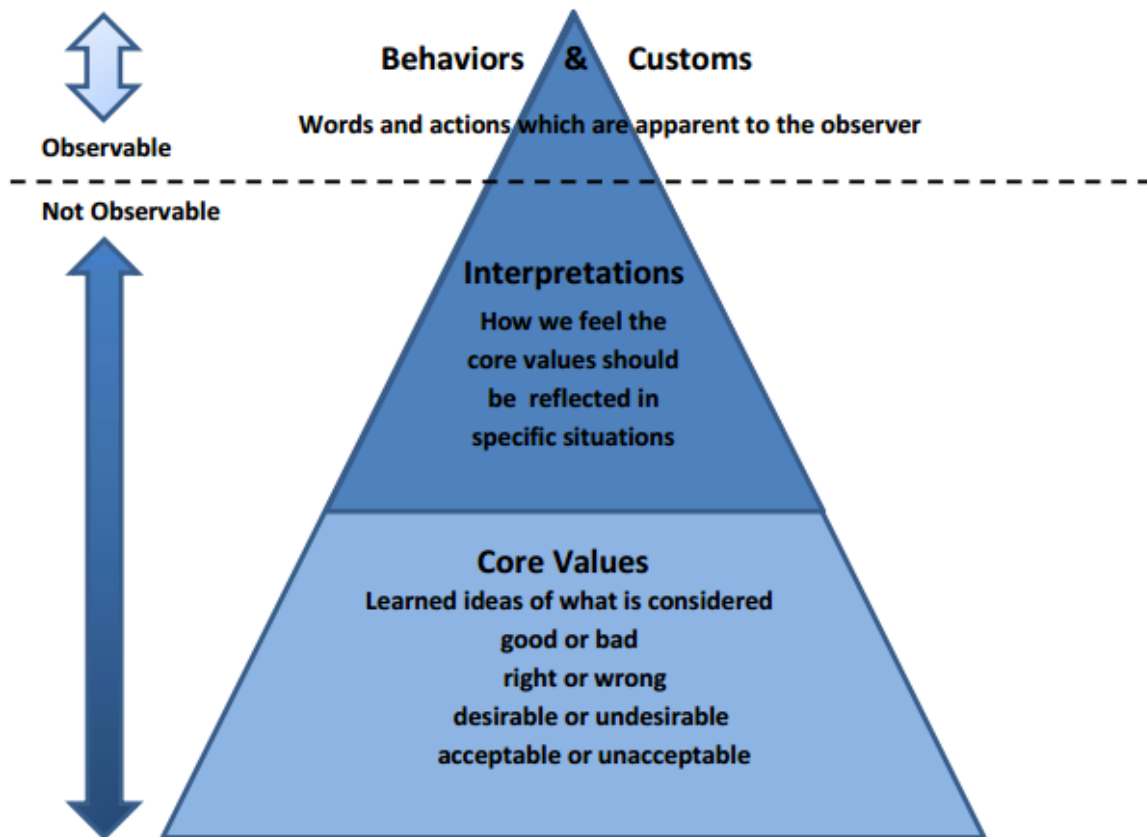 Behaviors & Customs
Words and actions which are apparent to the observer
Observable
Not Observable
Interpretations
How we feel the
core values should
be reflected in
specific situations
Core Values
Learned ideas of what is considered
good or bad
right or wrong
desirable or undesirable
acceptable or unacceptable